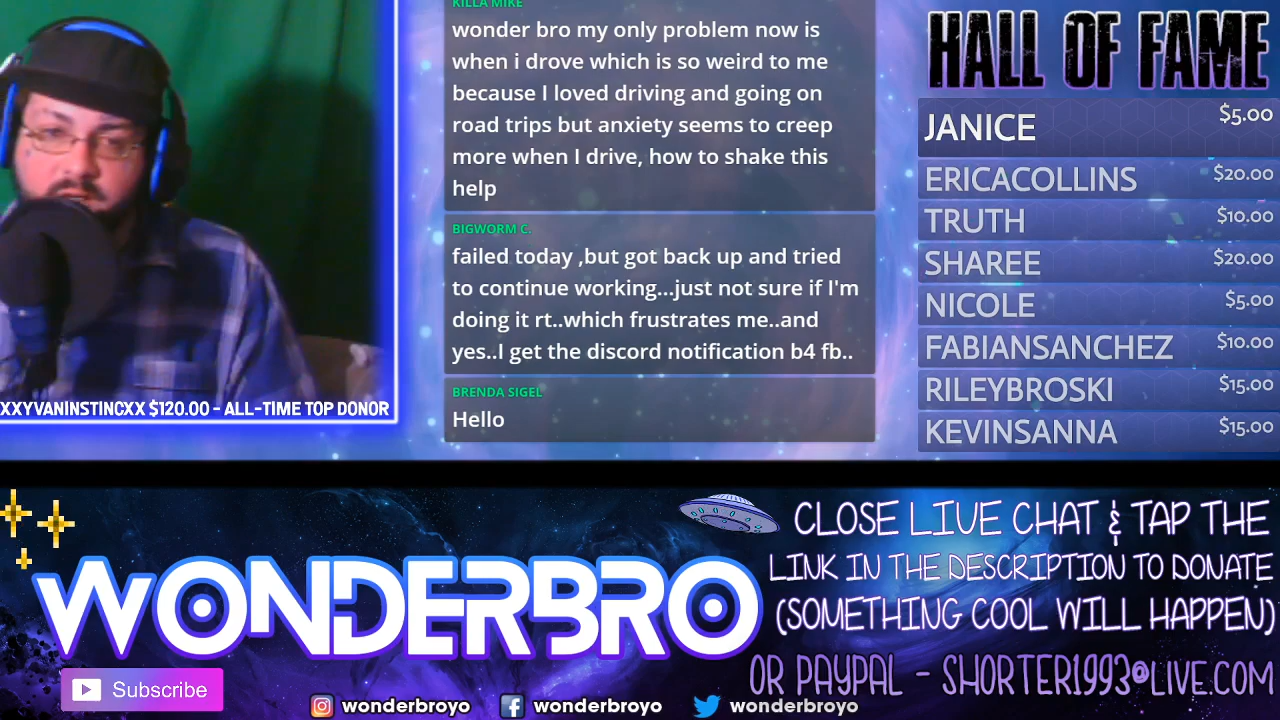 KILLA MIKE
wonder bro my only problem now is
when i drove which is so weird to me
because I loved driving and going on
road trips but anxiety seems to creep
more when I drive, how to shake this
help
BIGWORM C.
failed today ,but got back up and tried
to continue working...just not sure if I'm
doing it rt..which frustrates me..and
yes..I get the discord notification b4 fb..
BRENDA SIGEL
Hello
XXYVANINSTINCXX $120.00 - ALL-TIME TOP DONOR
HALL OF FAME
JANICE $5.00
ERICACOLLINS $20.00
TRUTH $10.00
SHAREE $20.00
NICOLE $5.00
FABIANSANCHEZ $10.00
RILEYBROSKI $15.00
KEVINSANNA $15.00
WONDERBRO
Subscribe
wonderbroyo wonderbroyo wonderbroyo
CLOSE LIVE CHAT & TAP THE
LINK IN THE DESCRIPTION TO DONATE
(SOMETHING COOL WILL HAPPEN)
OR PAYPAL - SHORTER1993@LIVE.COM